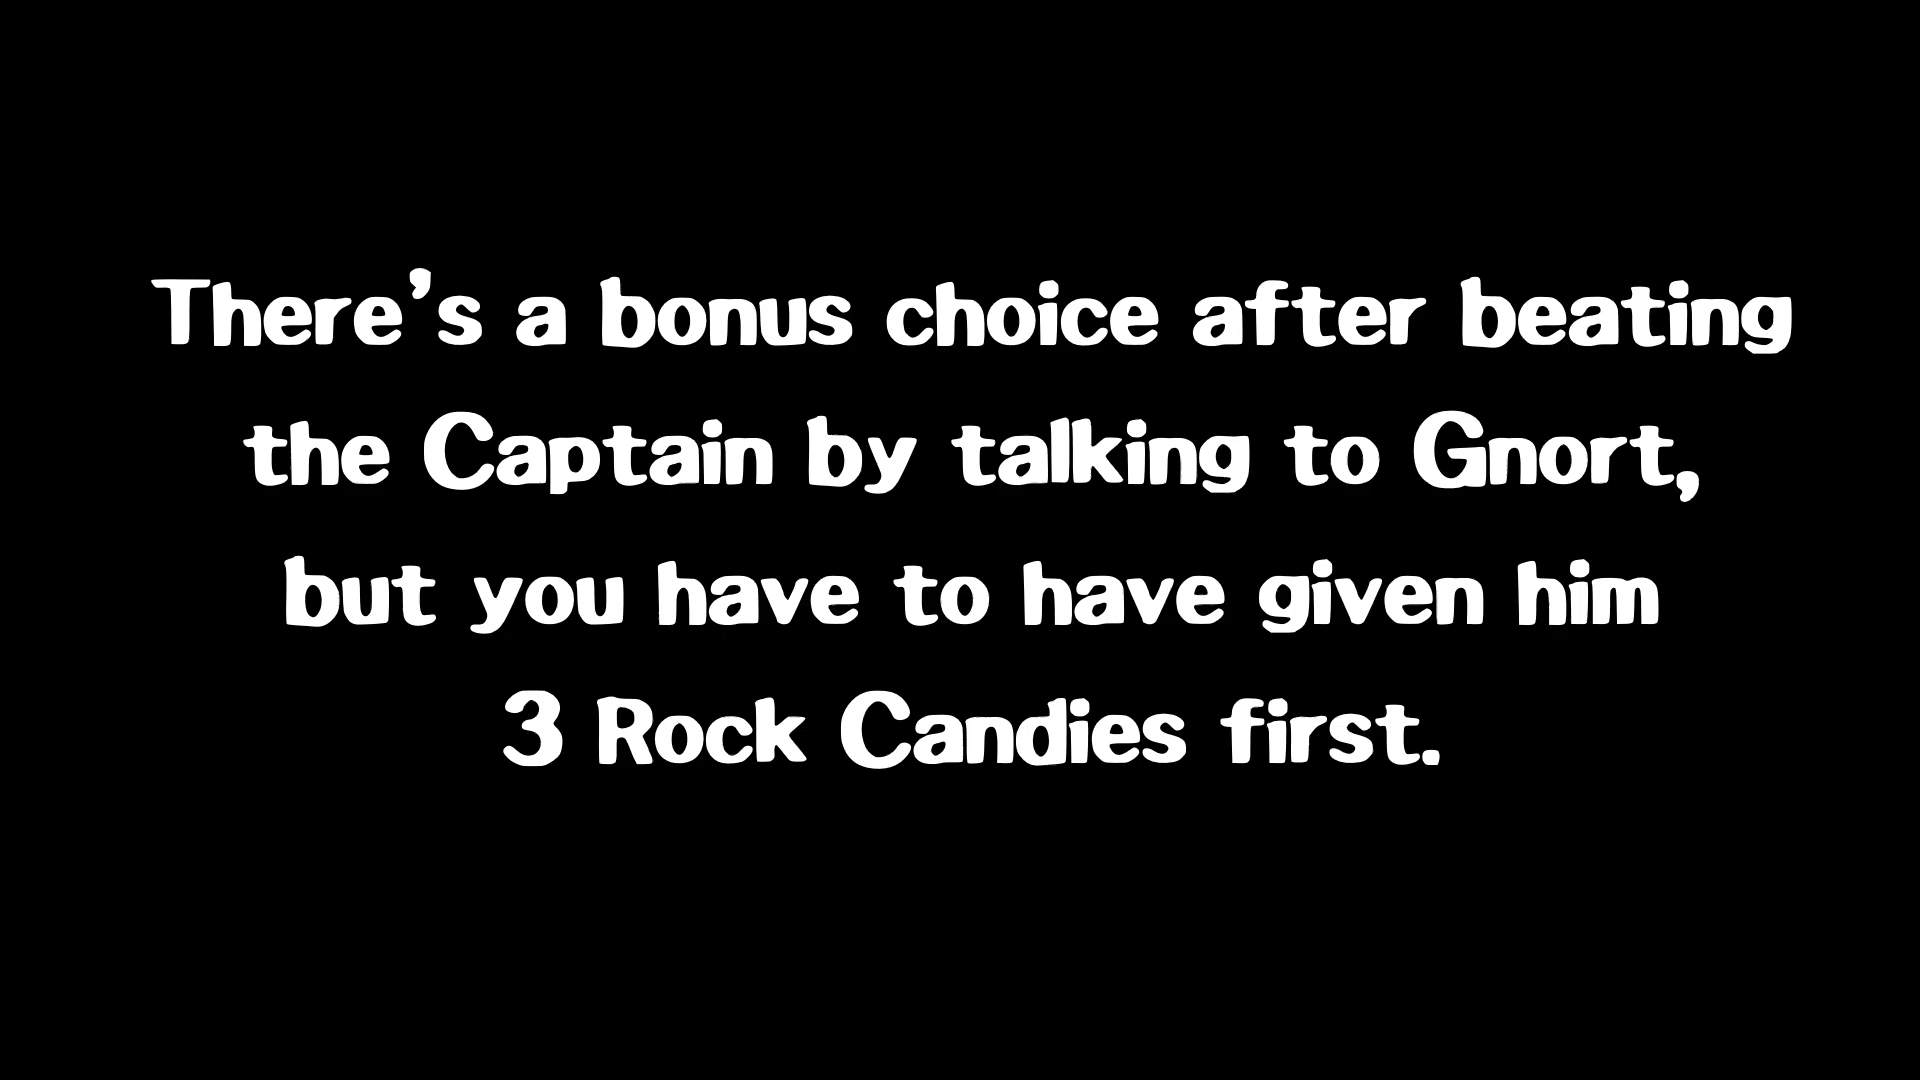 There’s a bonus choice after beating
the Captain by talking to Gnort,
but you have to have given him
3 Rock Candies first.